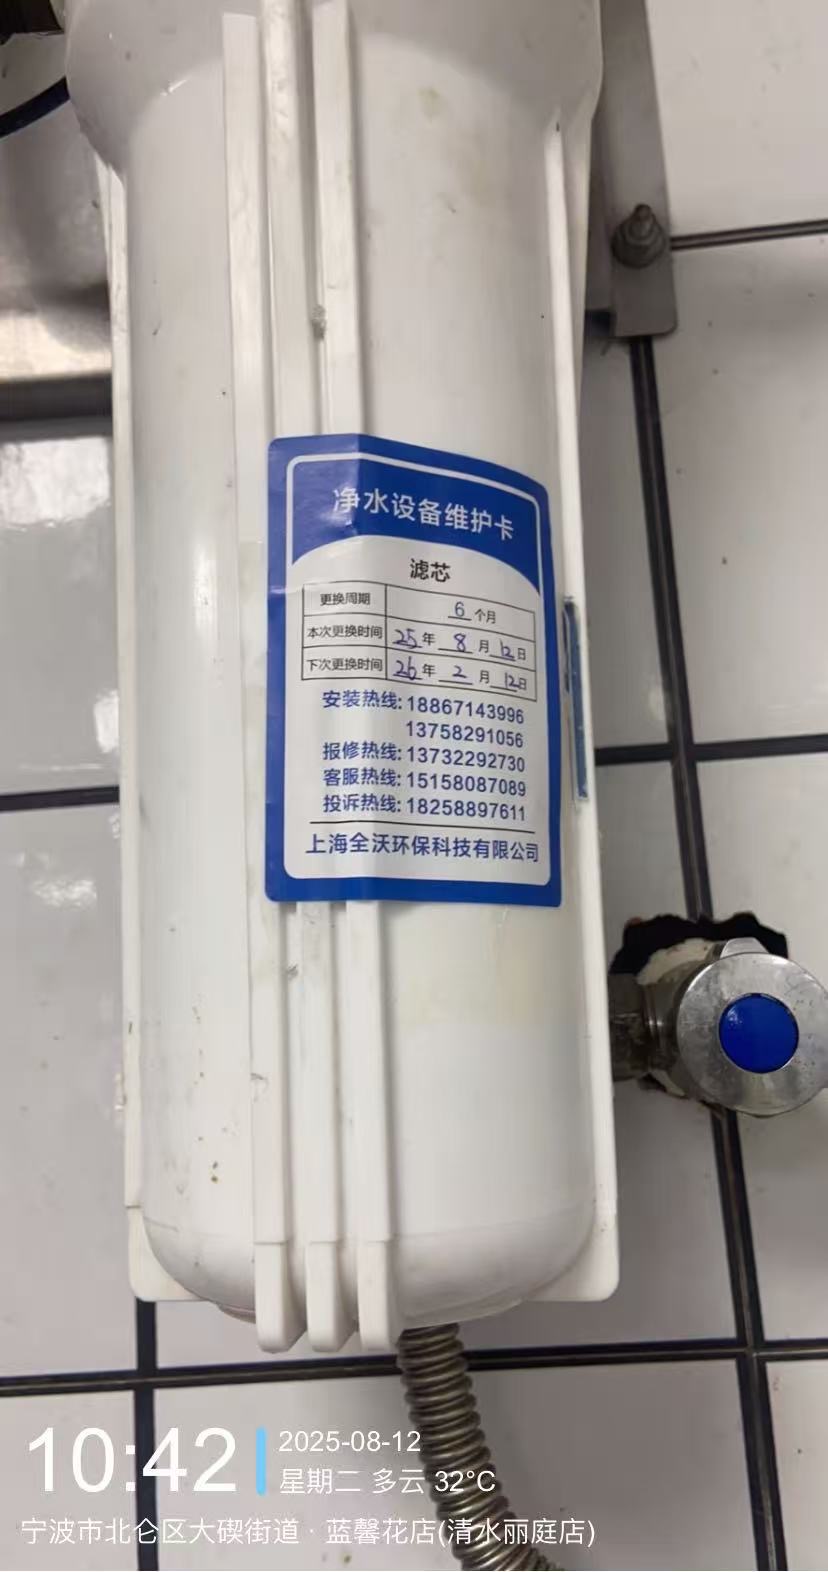 净水设备维护卡
滤芯
更换周期 6 个月
本次更换时间 25 年 8 月 12 日
下次更换时间 26 年 2 月 12 日
安装热线: 18867143996
13758291056
报修热线: 13732292730
客服热线: 15158087089
投诉热线: 18258897611
上海全沃环保科技有限公司
10:42
2025-08-12
星期二 多云 32°C
宁波市北仑区大碶街道 · 蓝馨花店(清水丽庭店)